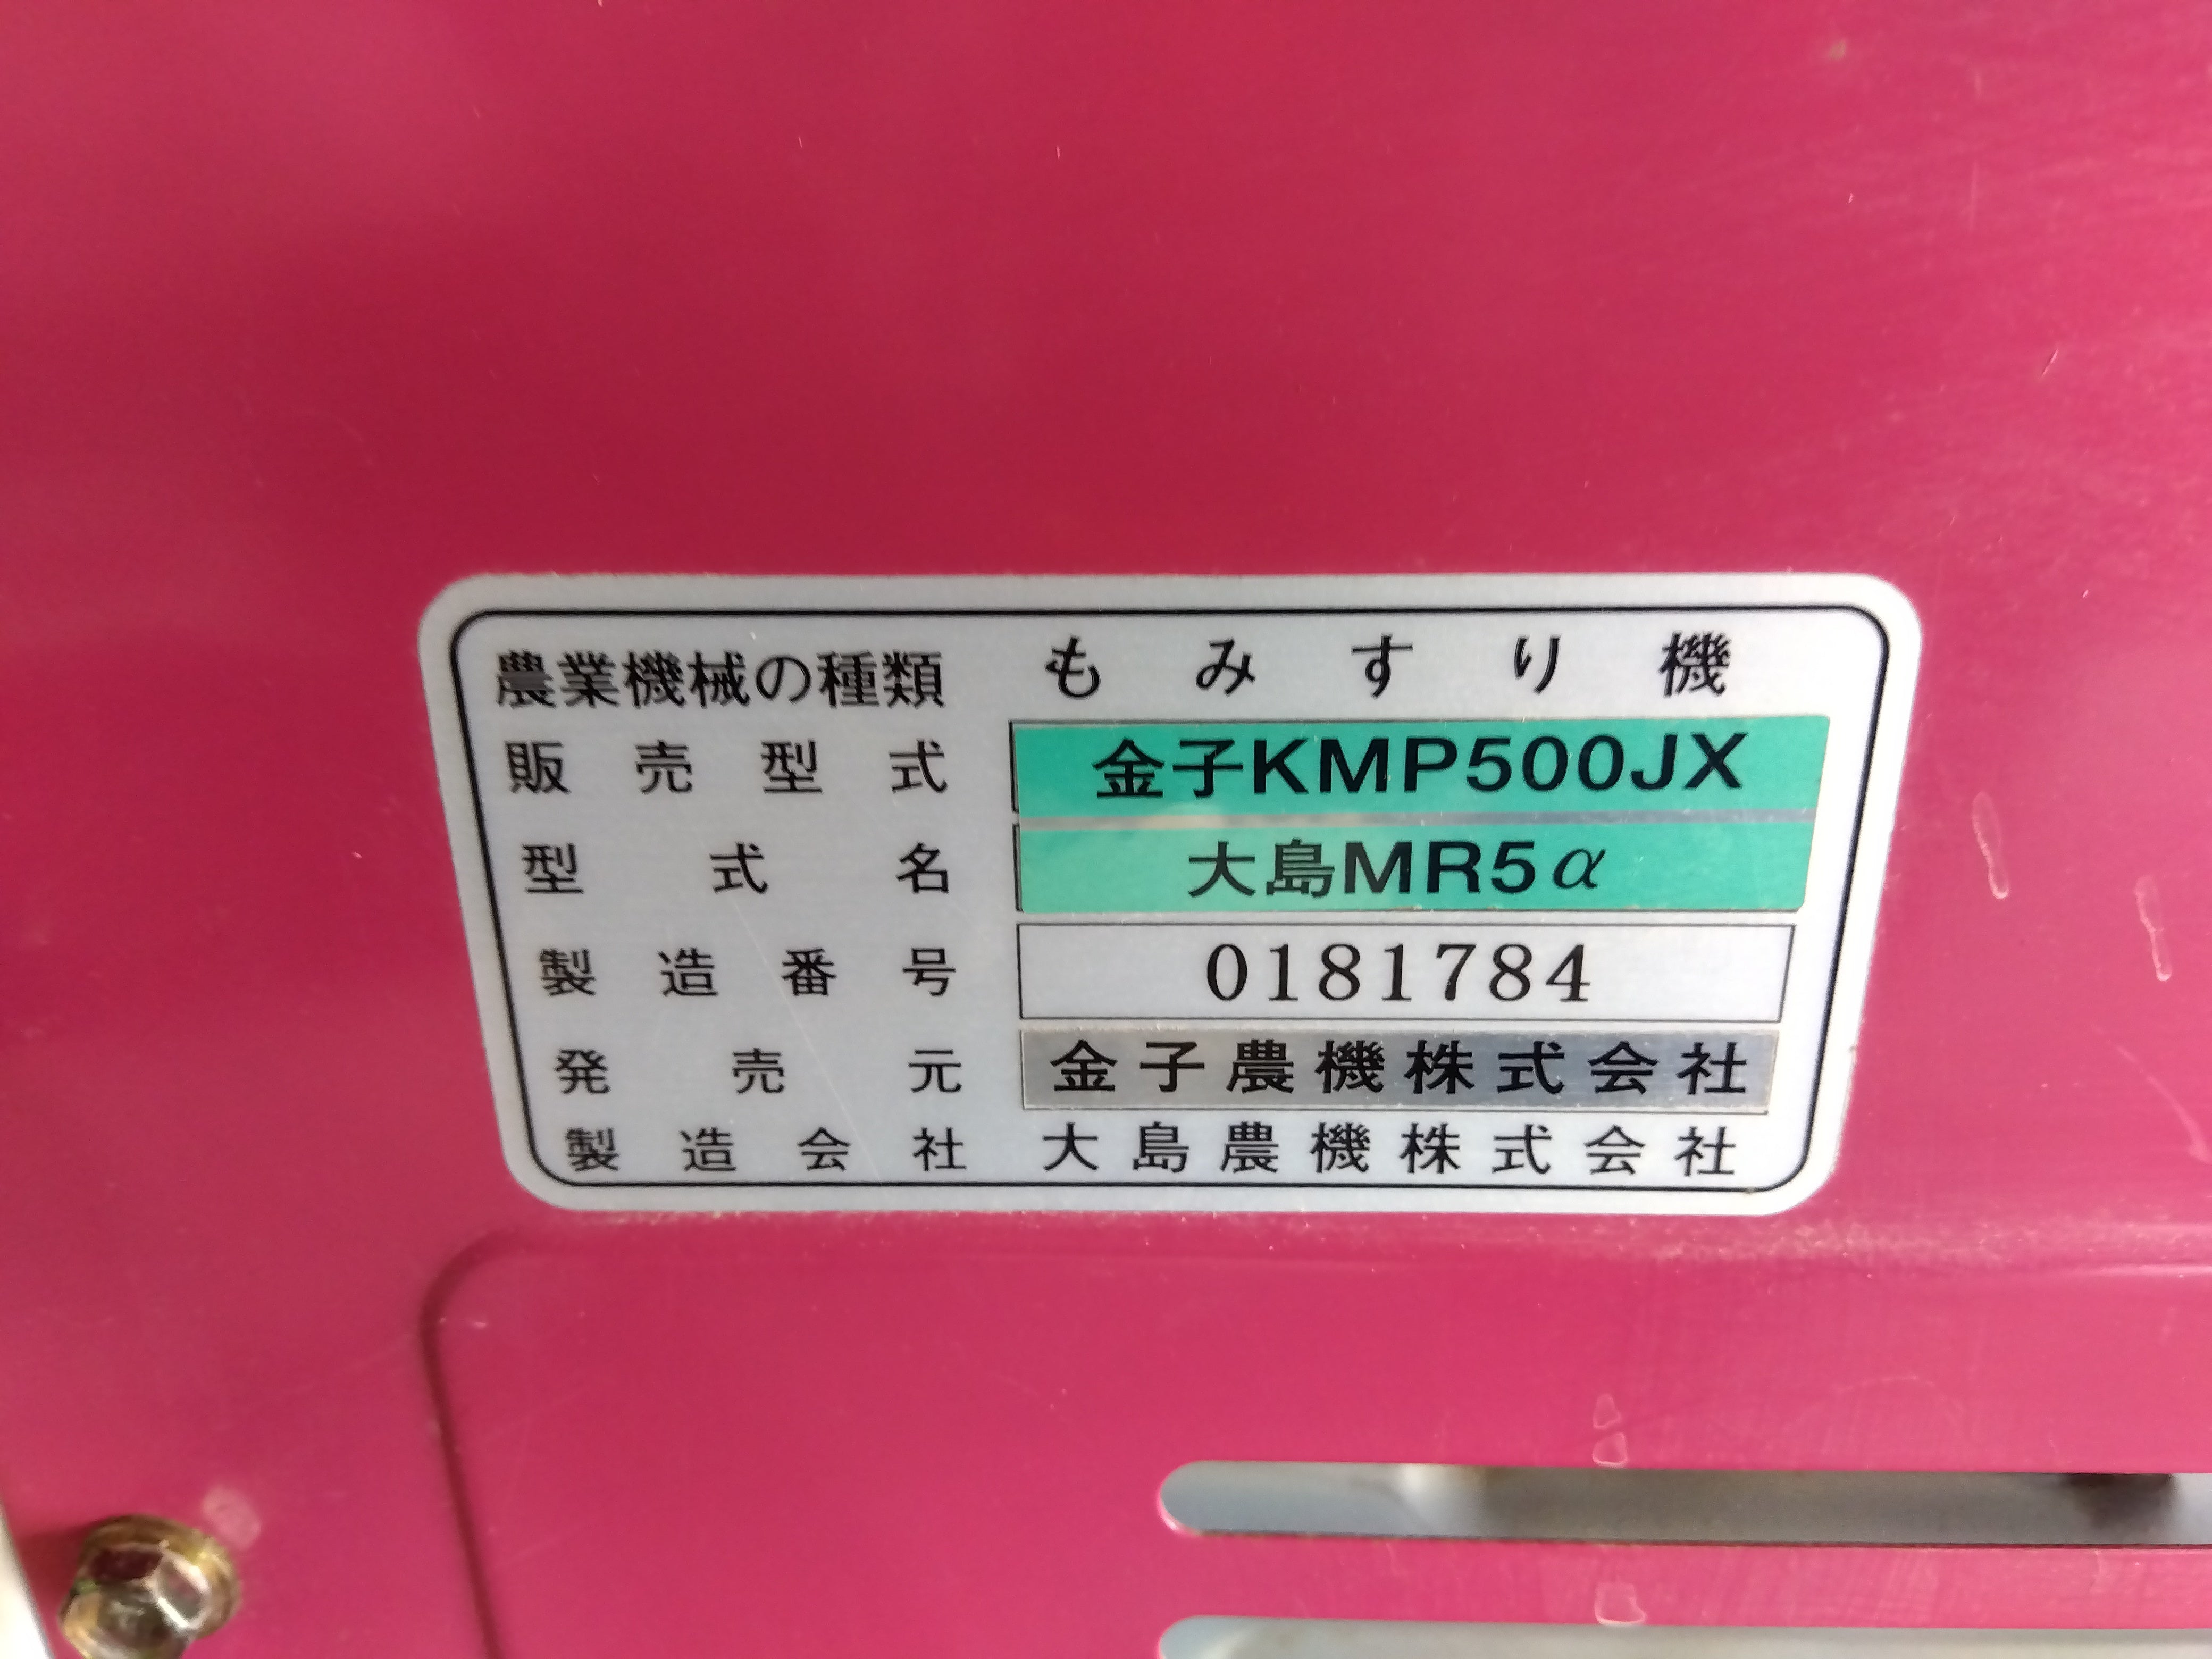 農業機械の種類 もみすり機
販売型式 金子KMP500JX
型式名 大島MR5α
製造番号 0181784
発売元 金子農機株式会社
製造会社 大島農機株式会社